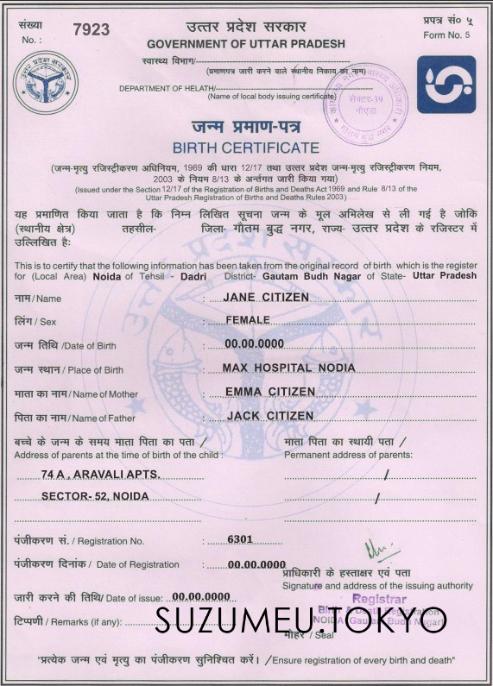 संख्या
No. : 7923
उत्तर प्रदेश सरकार
GOVERNMENT OF UTTAR PRADESH
प्रपत्र सं० ५
Form No. 5
स्वास्थ्य विभाग/
(प्रमाणपत्र जारी करने वाले स्थानीय निकाय का नाम)
DEPARTMENT OF HELATH/
(Name of local body issuing certificate)
सेक्टर-39
नौएडा
जन्म प्रमाण-पत्र
BIRTH CERTIFICATE
(जन्म-मृत्यु रजिस्ट्रीकरण अधिनियम, 1969 की धारा 12/17 तथा उत्तर प्रदेश जन्म-मृत्यु रजिस्ट्रीकरण नियम,
2003 के नियम 8/13 के अर्न्तगत जारी किया गया)
(Issued under the Section 12/17 of the Registration of Births and Deaths Act 1969 and Rule 8/13 of the
Uttar Pradesh Registration of Births and Deaths Rules 2003)
यह प्रमाणित किया जाता है कि निम्न लिखित सूचना जन्म के मूल अभिलेख से ली गई है जोकि
(स्थानीय क्षेत्र) तहसील- जिला- गौतम बुद्ध नगर, राज्य- उत्तर प्रदेश के रजिस्टर में
उल्लिखित है:
This is to certify that the following information has been taken from the original record of birth which is the register
for (Local Area) Noida of Tehsil - Dadri District- Gautam Budh Nagar of State- Uttar Pradesh
नाम/Name : JANE CITIZEN
लिंग / Sex : FEMALE
जन्म तिथि /Date of Birth : 00.00.0000
जन्म स्थान / Place of Birth : MAX HOSPITAL NODIA
माता का नाम/ Name of Mother : EMMA CITIZEN
पिता का नाम/ Name of Father : JACK CITIZEN
बच्चे के जन्म के समय माता पिता का पता / माता पिता का स्थायी पता /
Address of parents at the time of birth of the child : Permanent address of parents:
74 A , ARAVALI APTS. /
SECTOR- 52, NOIDA /
पंजीकरण सं. / Registration No. : 6301
पंजीकरण दिनांक / Date of Registration : 00.00.0000
प्राधिकारी के हस्ताक्षर एवं पता
Signature and address of the issuing authority
जारी करने की तिथि/ Date of issue: 00.00.0000
Registrar
टिप्पणी / Remarks (if any):
SUZUMEU.TOKYO
मोहर / Seal
"प्रत्येक जन्म एवं मृत्यु का पंजीकरण सुनिश्चित करें। /Ensure registration of every birth and death"